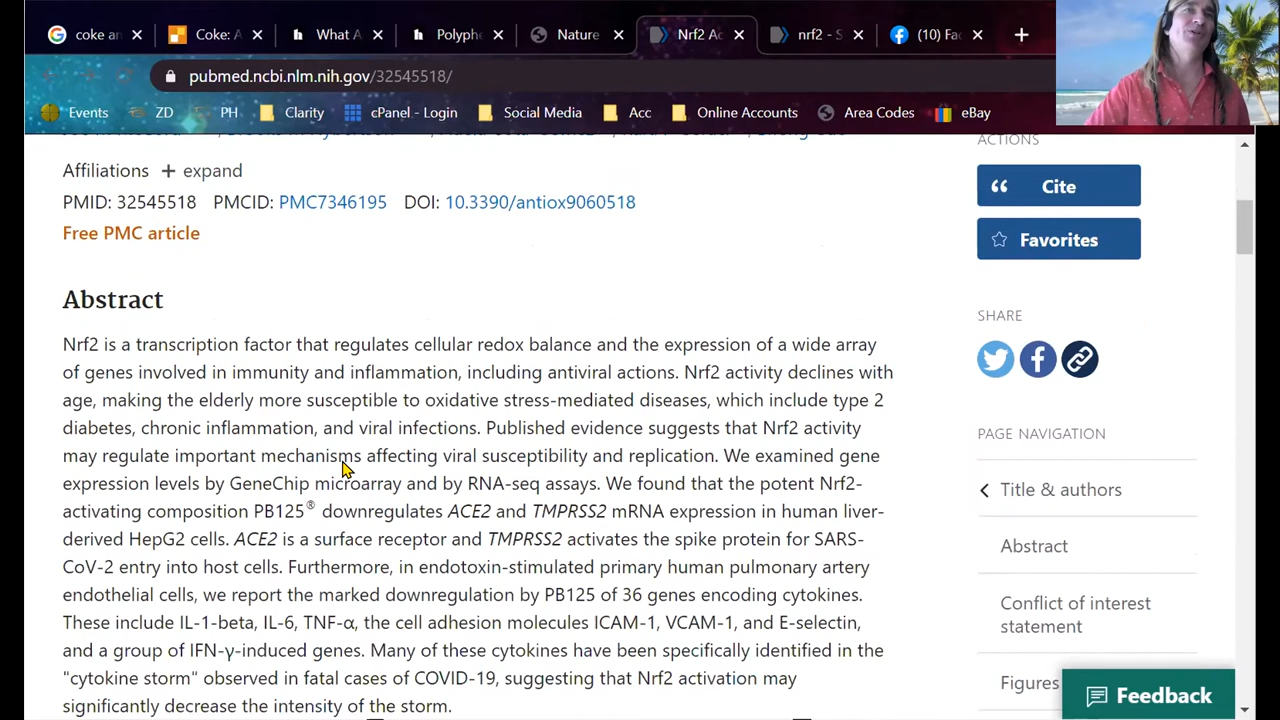 coke ar
Coke: A
What A
Polyphe
Nature
Nrf2 Ac
nrf2 - S
(10) Fac
pubmed.ncbi.nlm.nih.gov/32545518/
Events
ZD
PH
Clarity
cPanel - Login
Social Media
Acc
Online Accounts
Area Codes
eBay
Affiliations + expand
PMID: 32545518 PMCID: PMC7346195 DOI: 10.3390/antiox9060518
Free PMC article
Abstract
Nrf2 is a transcription factor that regulates cellular redox balance and the expression of a wide array
of genes involved in immunity and inflammation, including antiviral actions. Nrf2 activity declines with
age, making the elderly more susceptible to oxidative stress-mediated diseases, which include type 2
diabetes, chronic inflammation, and viral infections. Published evidence suggests that Nrf2 activity
may regulate important mechanisms affecting viral susceptibility and replication. We examined gene
expression levels by GeneChip microarray and by RNA-seq assays. We found that the potent Nrf2-
activating composition PB125® downregulates ACE2 and TMPRSS2 mRNA expression in human liver-
derived HepG2 cells. ACE2 is a surface receptor and TMPRSS2 activates the spike protein for SARS-
CoV-2 entry into host cells. Furthermore, in endotoxin-stimulated primary human pulmonary artery
endothelial cells, we report the marked downregulation by PB125 of 36 genes encoding cytokines.
These include IL-1-beta, IL-6, TNF-α, the cell adhesion molecules ICAM-1, VCAM-1, and E-selectin,
and a group of IFN-γ-induced genes. Many of these cytokines have been specifically identified in the
"cytokine storm" observed in fatal cases of COVID-19, suggesting that Nrf2 activation may
significantly decrease the intensity of the storm.
ACTIONS
Cite
Favorites
SHARE
PAGE NAVIGATION
Title & authors
Abstract
Conflict of interest
statement
Figures
Feedback